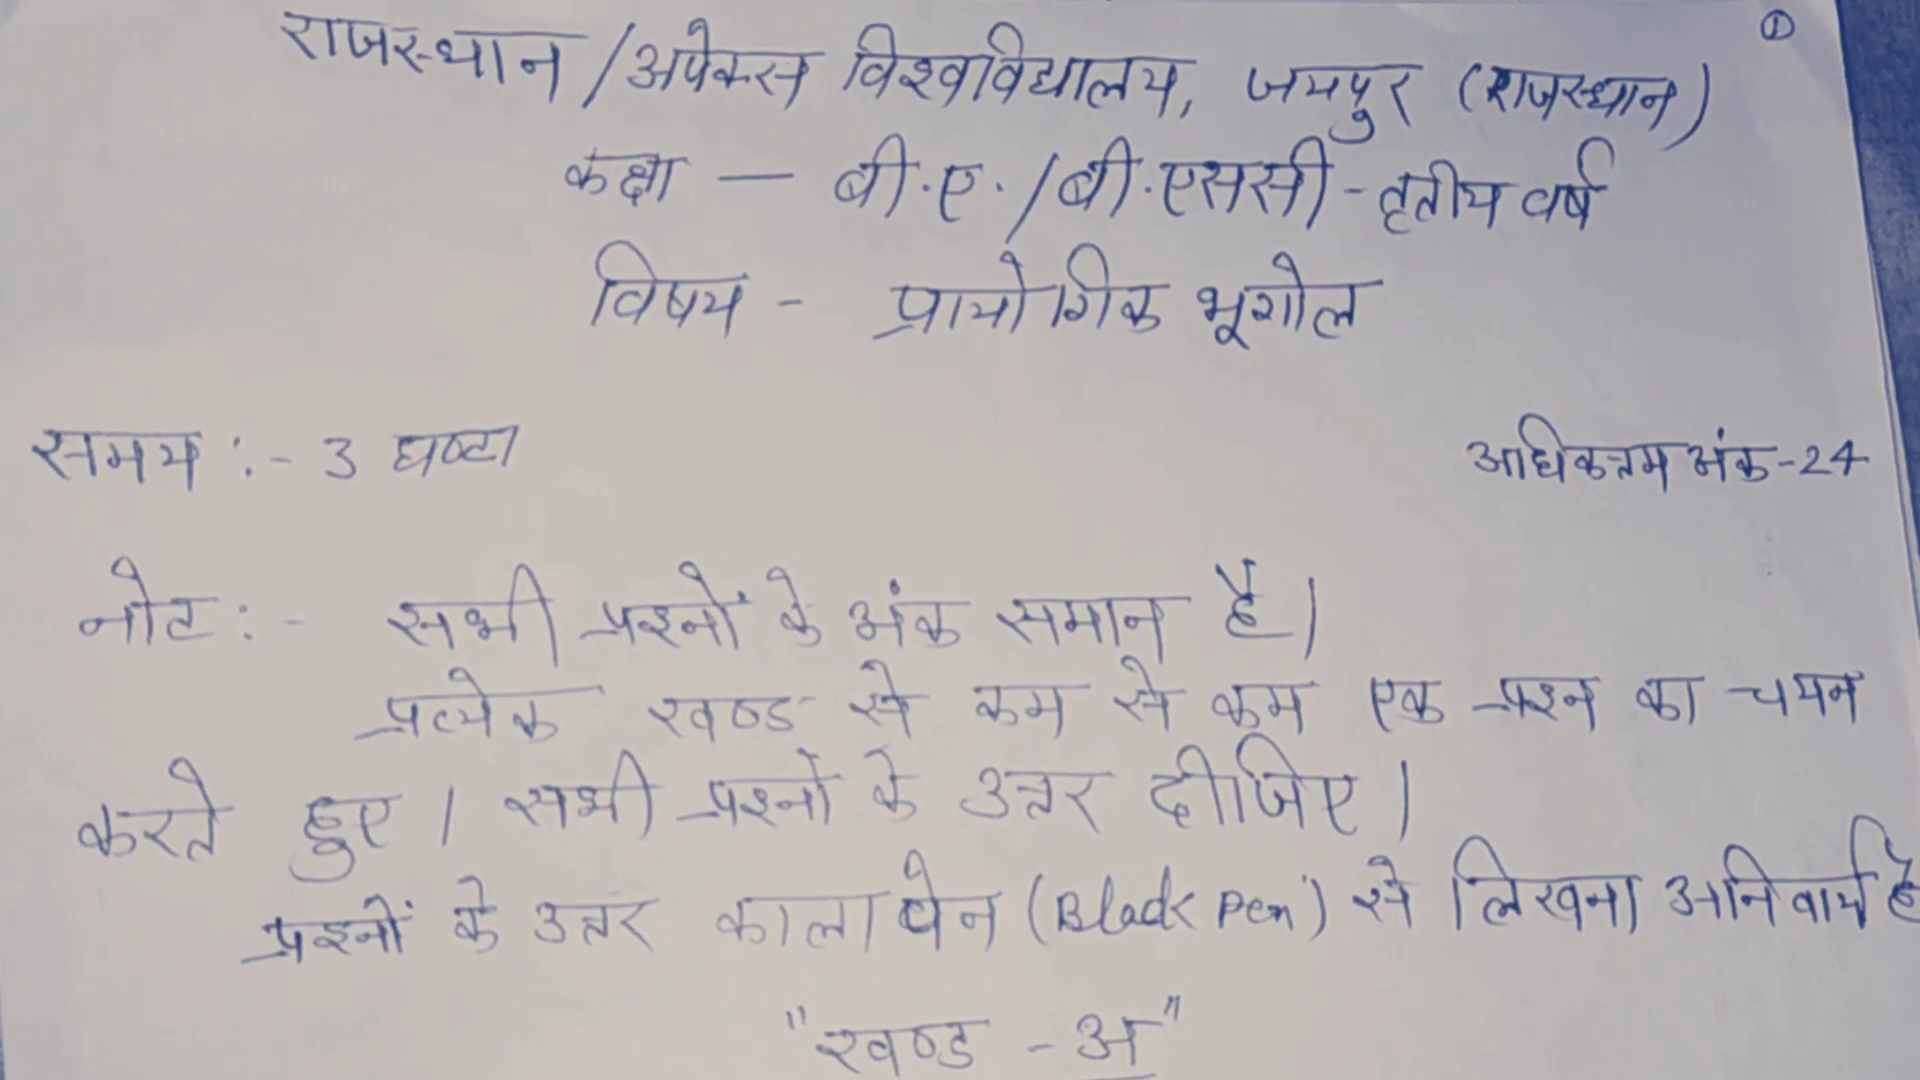 ①
राजस्थान/अपेक्स विश्वविद्यालय, जयपुर (राजस्थान)
कक्षा — बी.ए./बी.एससी-तृतीय वर्ष
विषय - प्रायोगिक भूगोल
समय :- 3 घण्टा अधिकतम अंक-24
नोट :- सभी प्रश्नों के अंक समान है।
प्रत्येक खण्ड से कम से कम एक प्रश्न का चयन
करते हुए। सभी प्रश्नों के उत्तर दीजिए।
प्रश्नों के उत्तर काला पेन (Black Pen) से लिखना अनिवार्य है
"खण्ड - अ"